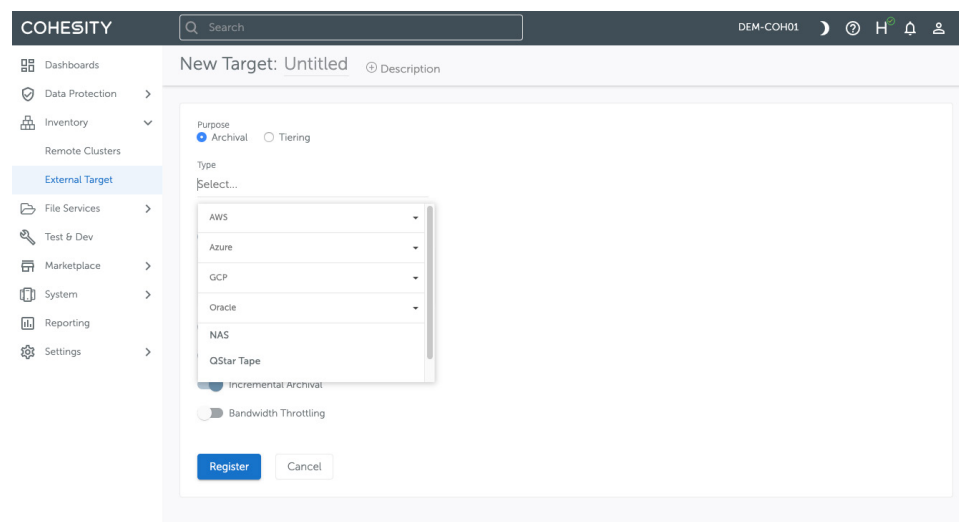 COHESITY
Search
DEM-COH01
H
Dashboards
Data Protection
Inventory
Remote Clusters
External Target
File Services
Test & Dev
Marketplace
System
Reporting
Settings
New Target: Untitled
Description
Purpose
Archival Tiering
Type
Select...
AWS
Azure
GCP
Oracle
NAS
QStar Tape
Incremental Archival
Bandwidth Throttling
Register Cancel